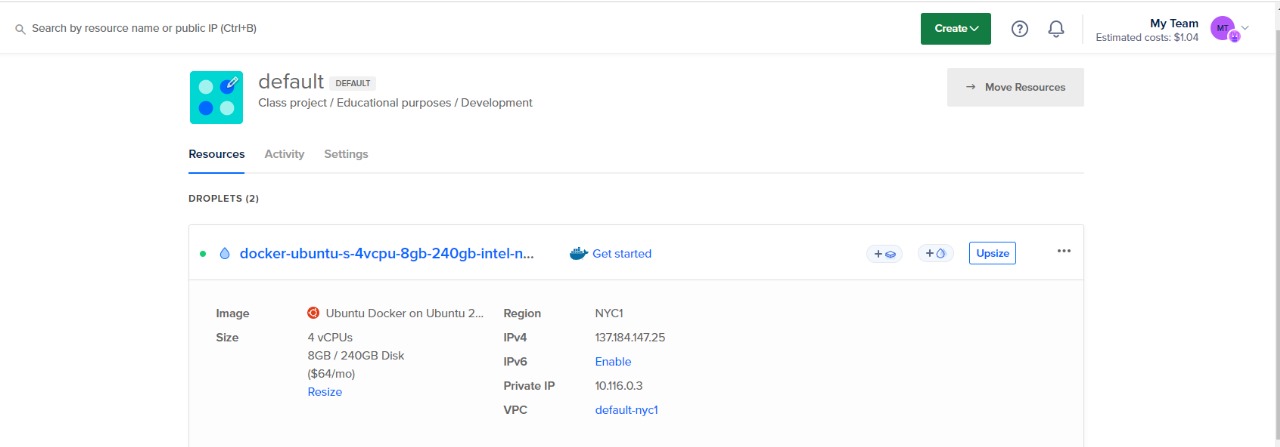 Search by resource name or public IP (Ctrl+B)
Create
My Team
Estimated costs: $1.04
MT
default DEFAULT
Class project / Educational purposes / Development
→ Move Resources
Resources Activity Settings
DROPLETS (2)
docker-ubuntu-s-4vcpu-8gb-240gb-intel-n... Get started Upsize
Image Ubuntu Docker on Ubuntu 2... Region NYC1
Size 4 vCPUs IPv4 137.184.147.25
8GB / 240GB Disk IPv6 Enable
($64/mo) Private IP 10.116.0.3
Resize VPC default-nyc1